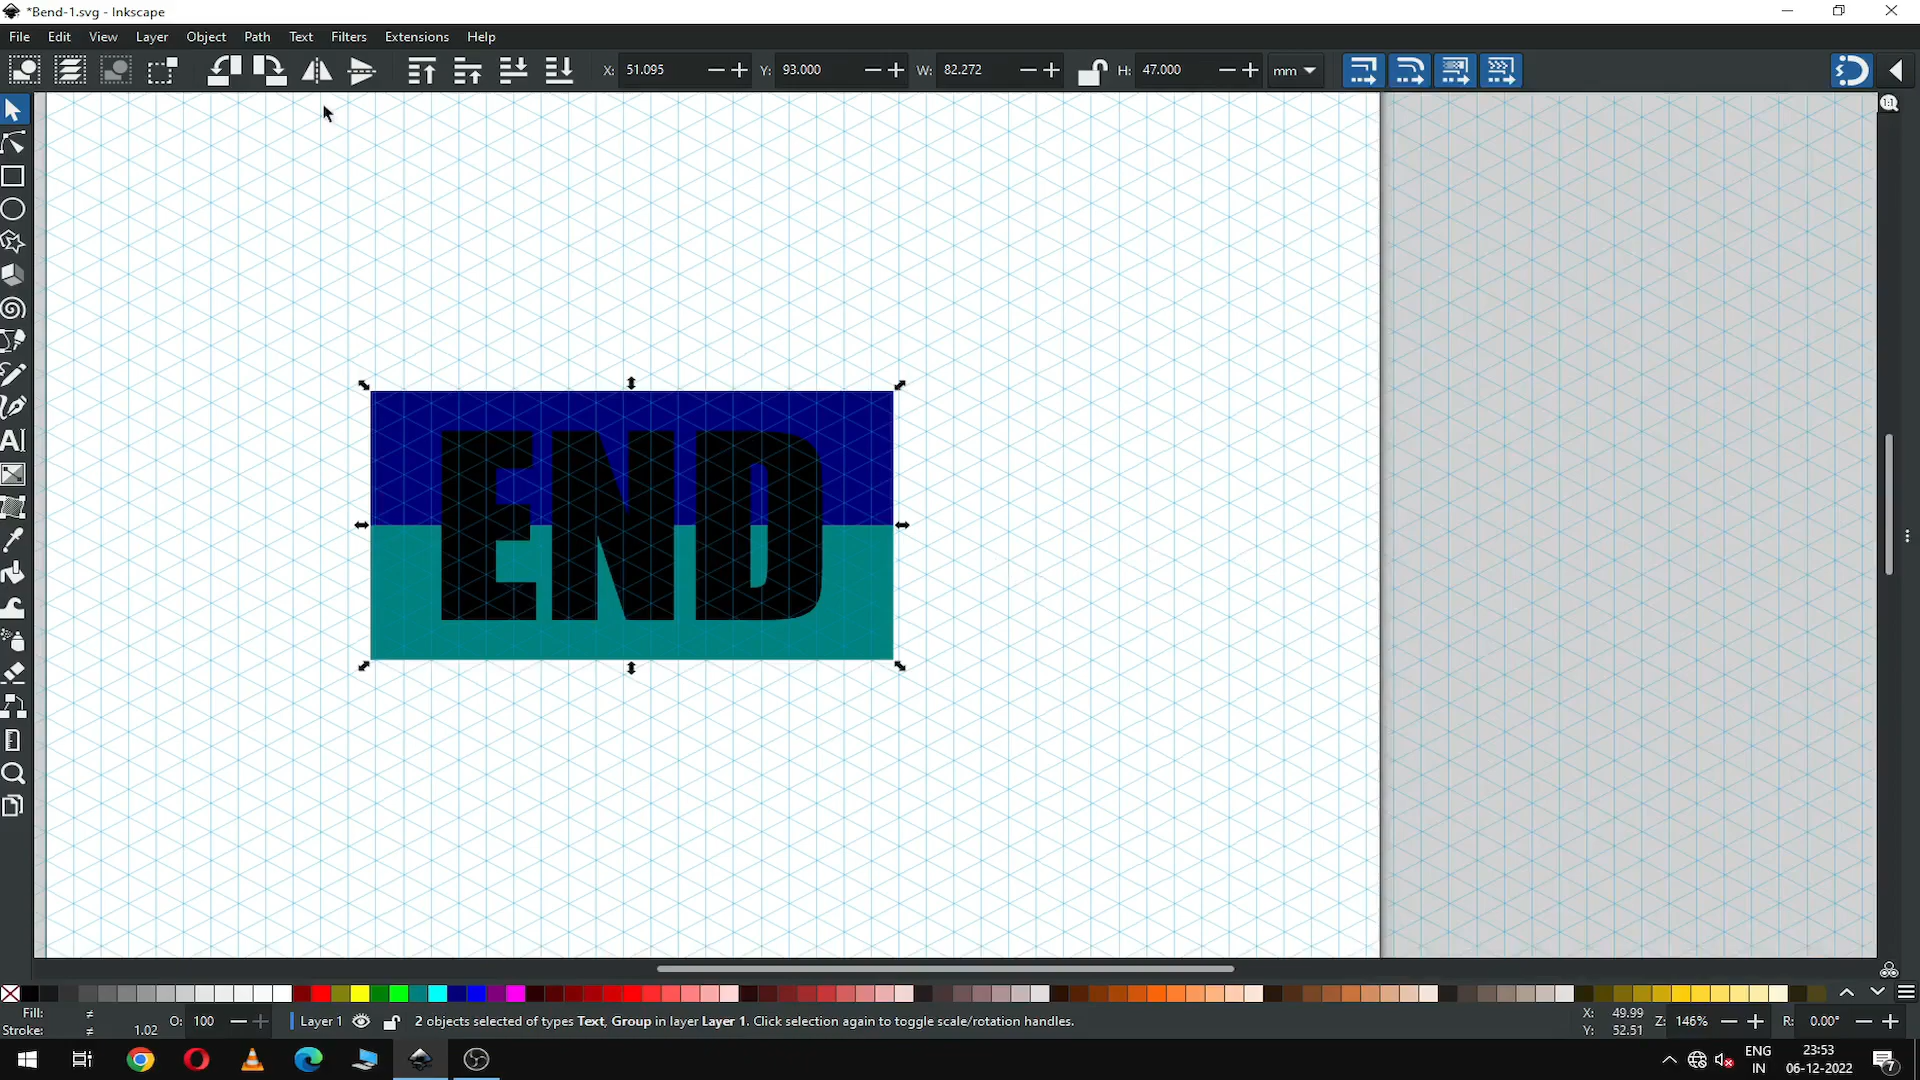 *Bend-1.svg - Inkscape
File Edit View Layer Object Path Text Filters Extensions Help
X: 51.095 Y: 93.000 W: 82.272 H: 47.000 mm
1:1
END
Fill: ≠
Stroke: ≠ 1.02 O: 100 Layer 1 2 objects selected of types Text, Group in layer Layer 1. Click selection again to toggle scale/rotation handles. X: 49.99 Y: 52.51 Z: 146% R: 0.00°
ENG
IN
23:53
06-12-2022
7